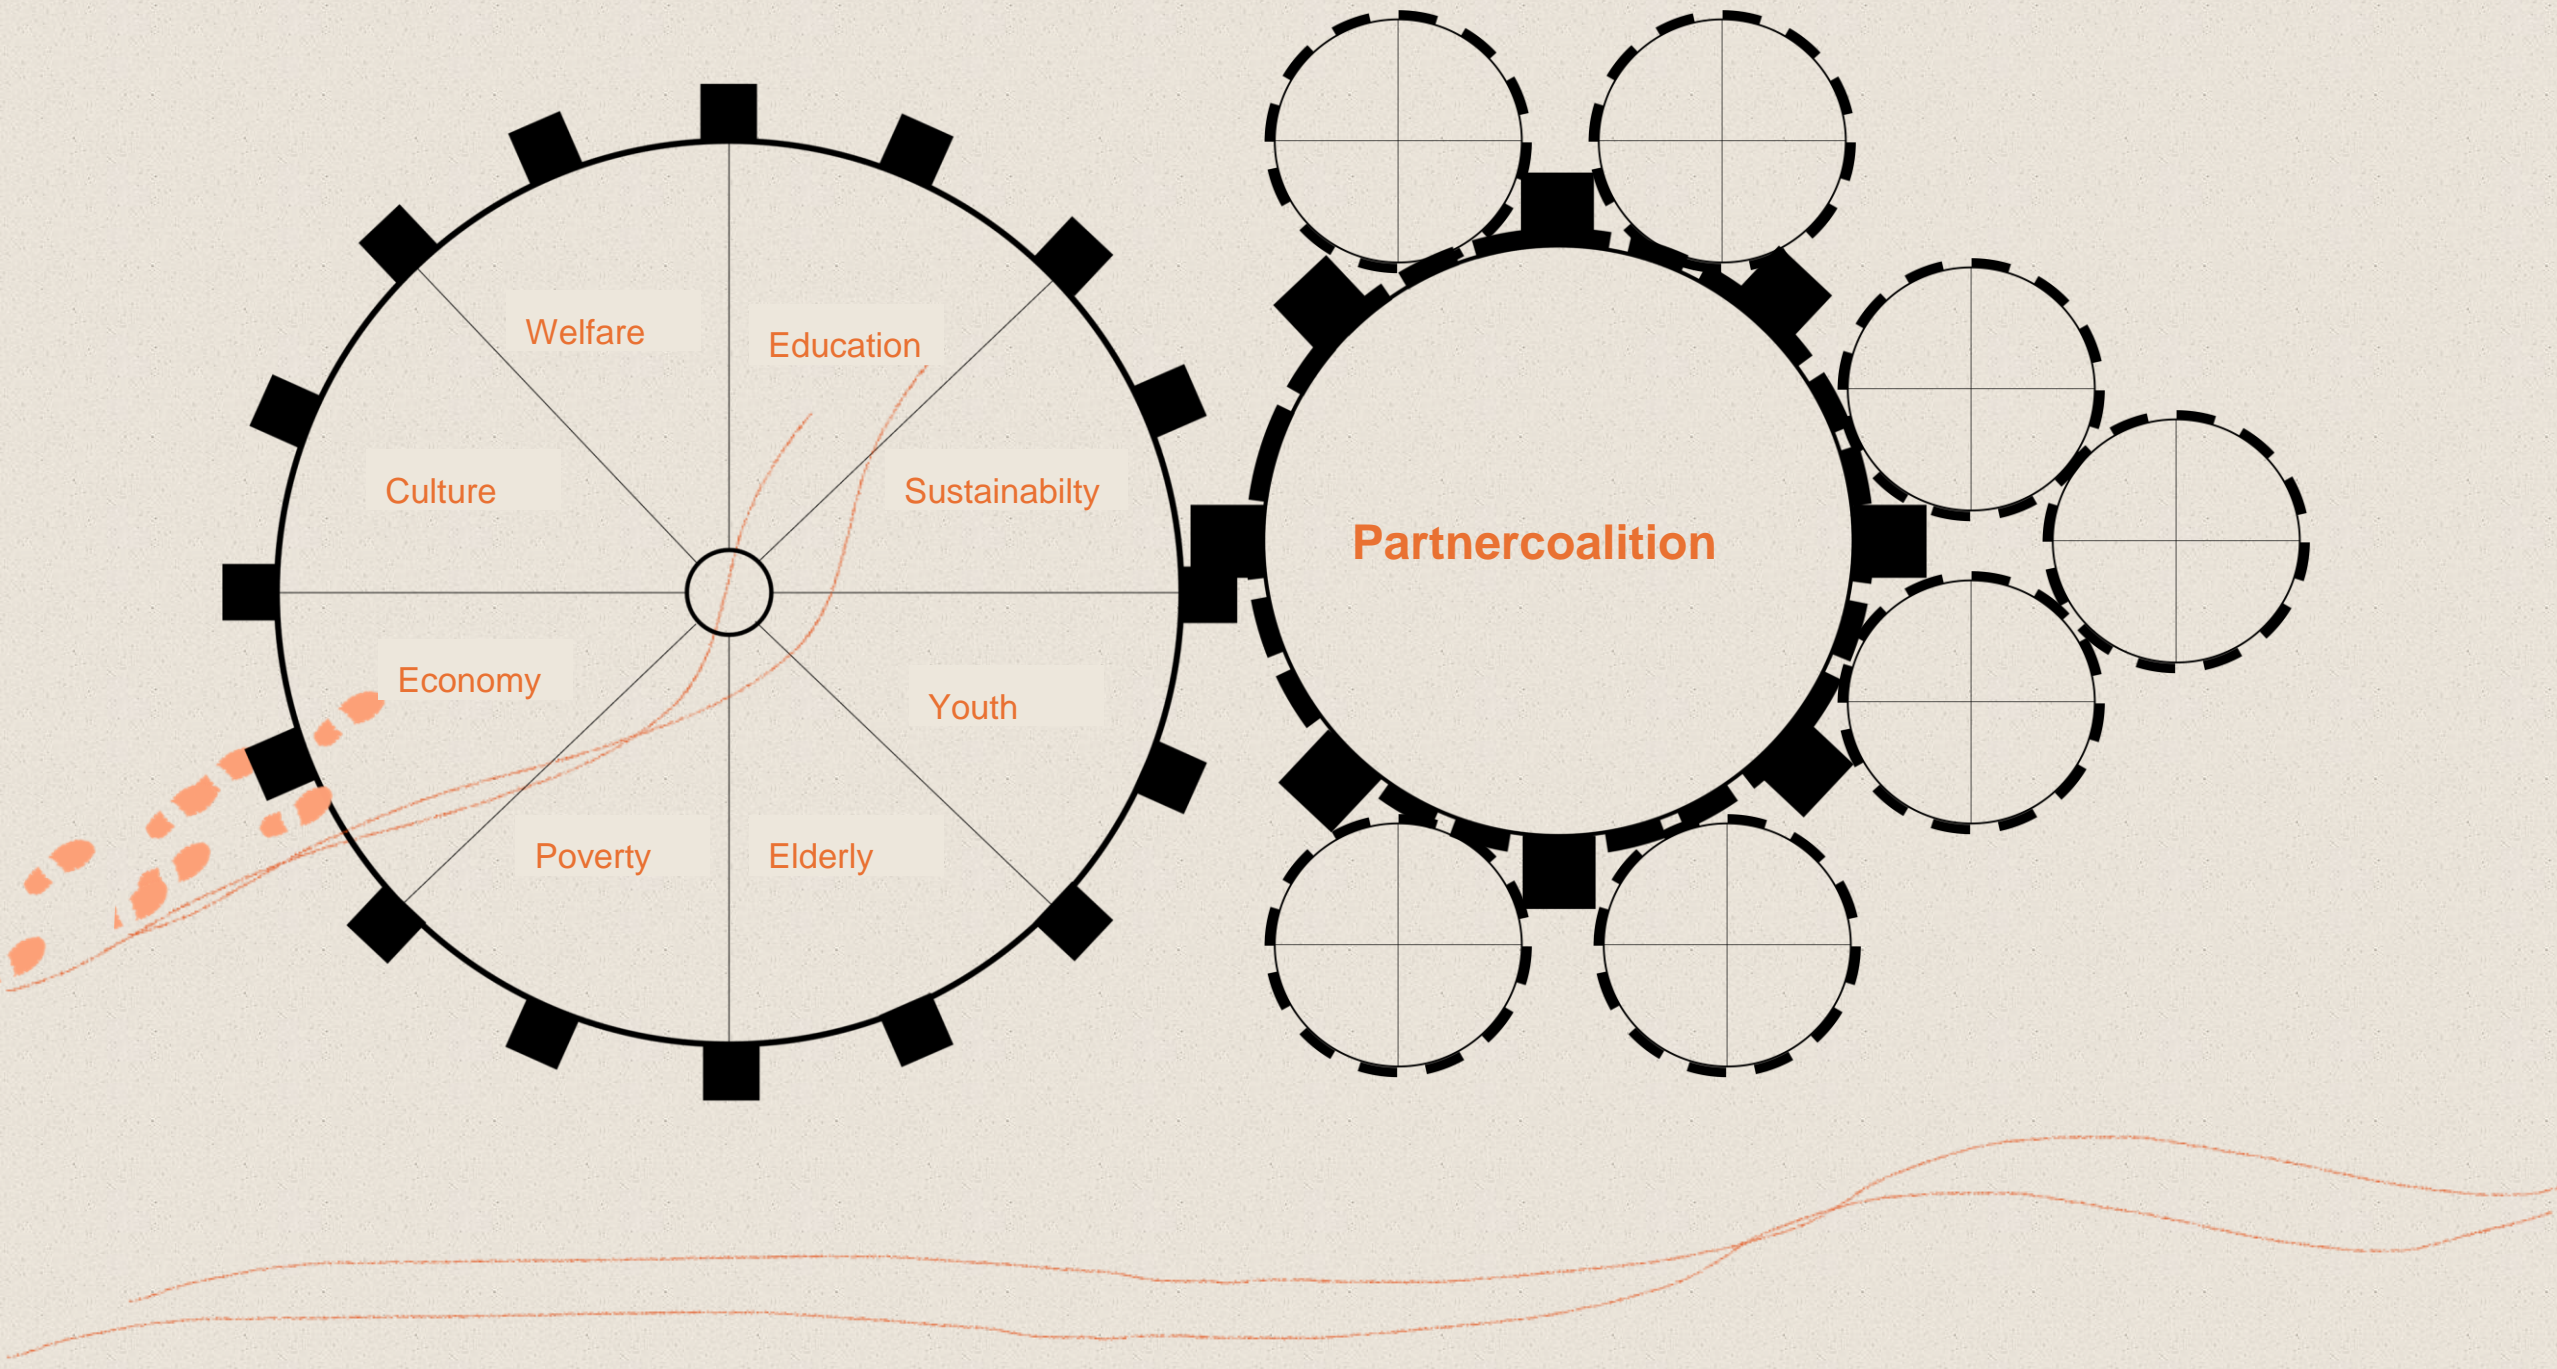 Welfare
Education
Culture
Sustainabilty
Partnercoalition
Economy
Youth
Poverty
Elderly